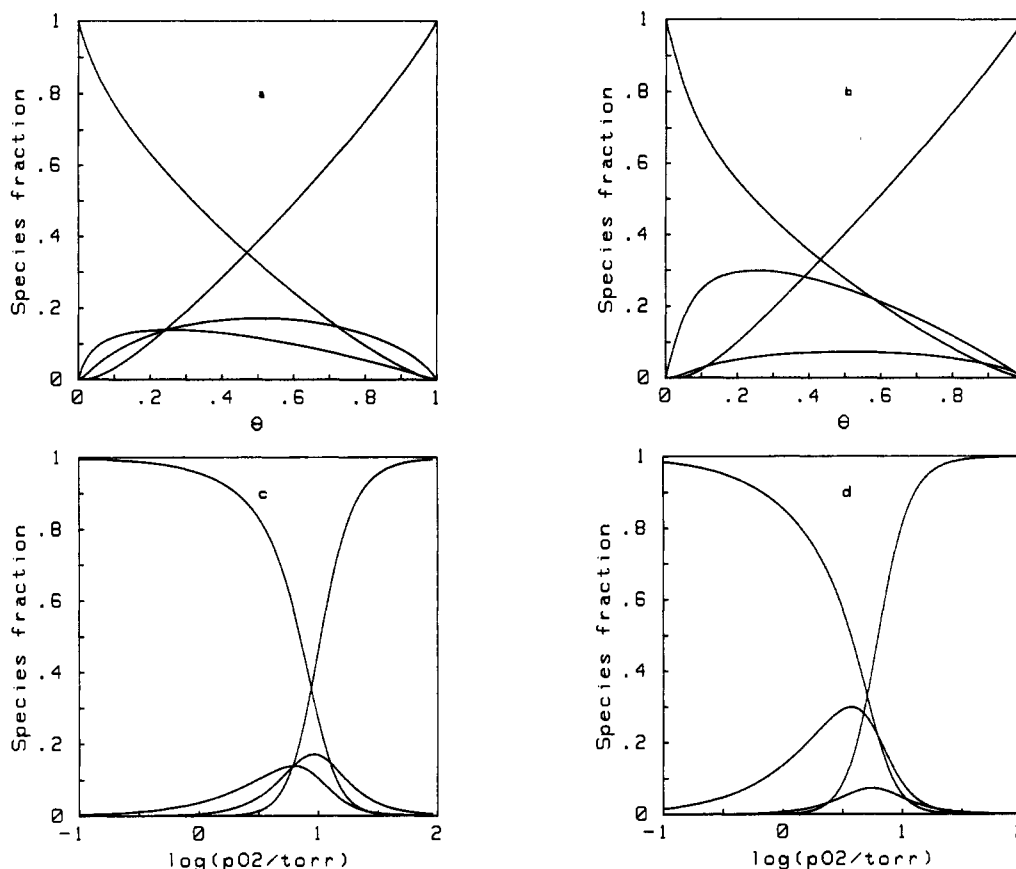 1
.8
.6
.4
.2
0
Species fraction
a
0 .2 .4 .6 .8 1
θ
1
.8
.6
.4
.2
0
Species fraction
b
0 .2 .4 .6 .8
θ
1
.8
.6
.4
.2
0
Species fraction
c
-1 0 1 2
log(pO2/torr)
1
.8
.6
.4
.2
0
Species fraction
d
-1 0 1
log(pO2/torr)